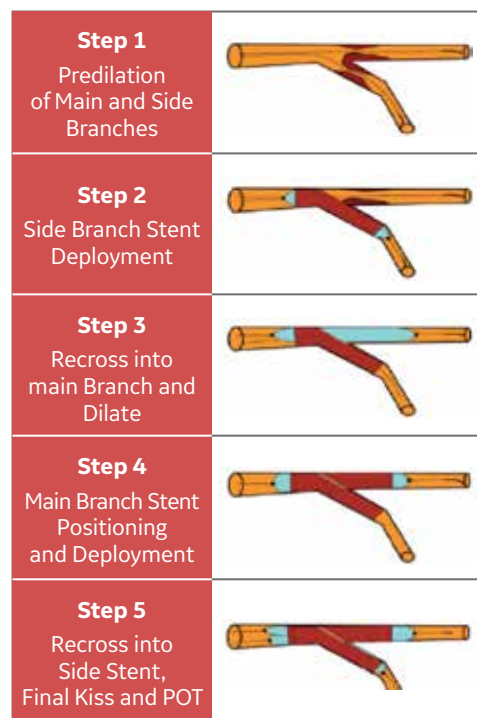 Step 1
Predilation
of Main and Side
Branches
Step 2
Side Branch Stent
Deployment
Step 3
Recross into
main Branch and
Dilate
Step 4
Main Branch Stent
Positioning
and Deployment
Step 5
Recross into
Side Stent,
Final Kiss and POT